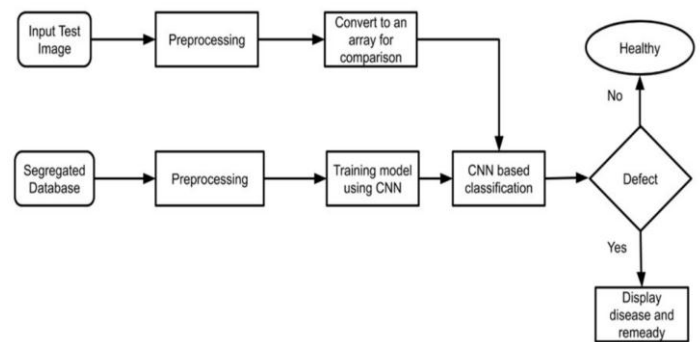 Input Test
Image
Preprocessing
Convert to an
array for
comparison
Healthy
No
Segregated
Database
Preprocessing
Training model
using CNN
CNN based
classification
Defect
Yes
Display
disease and
remeady